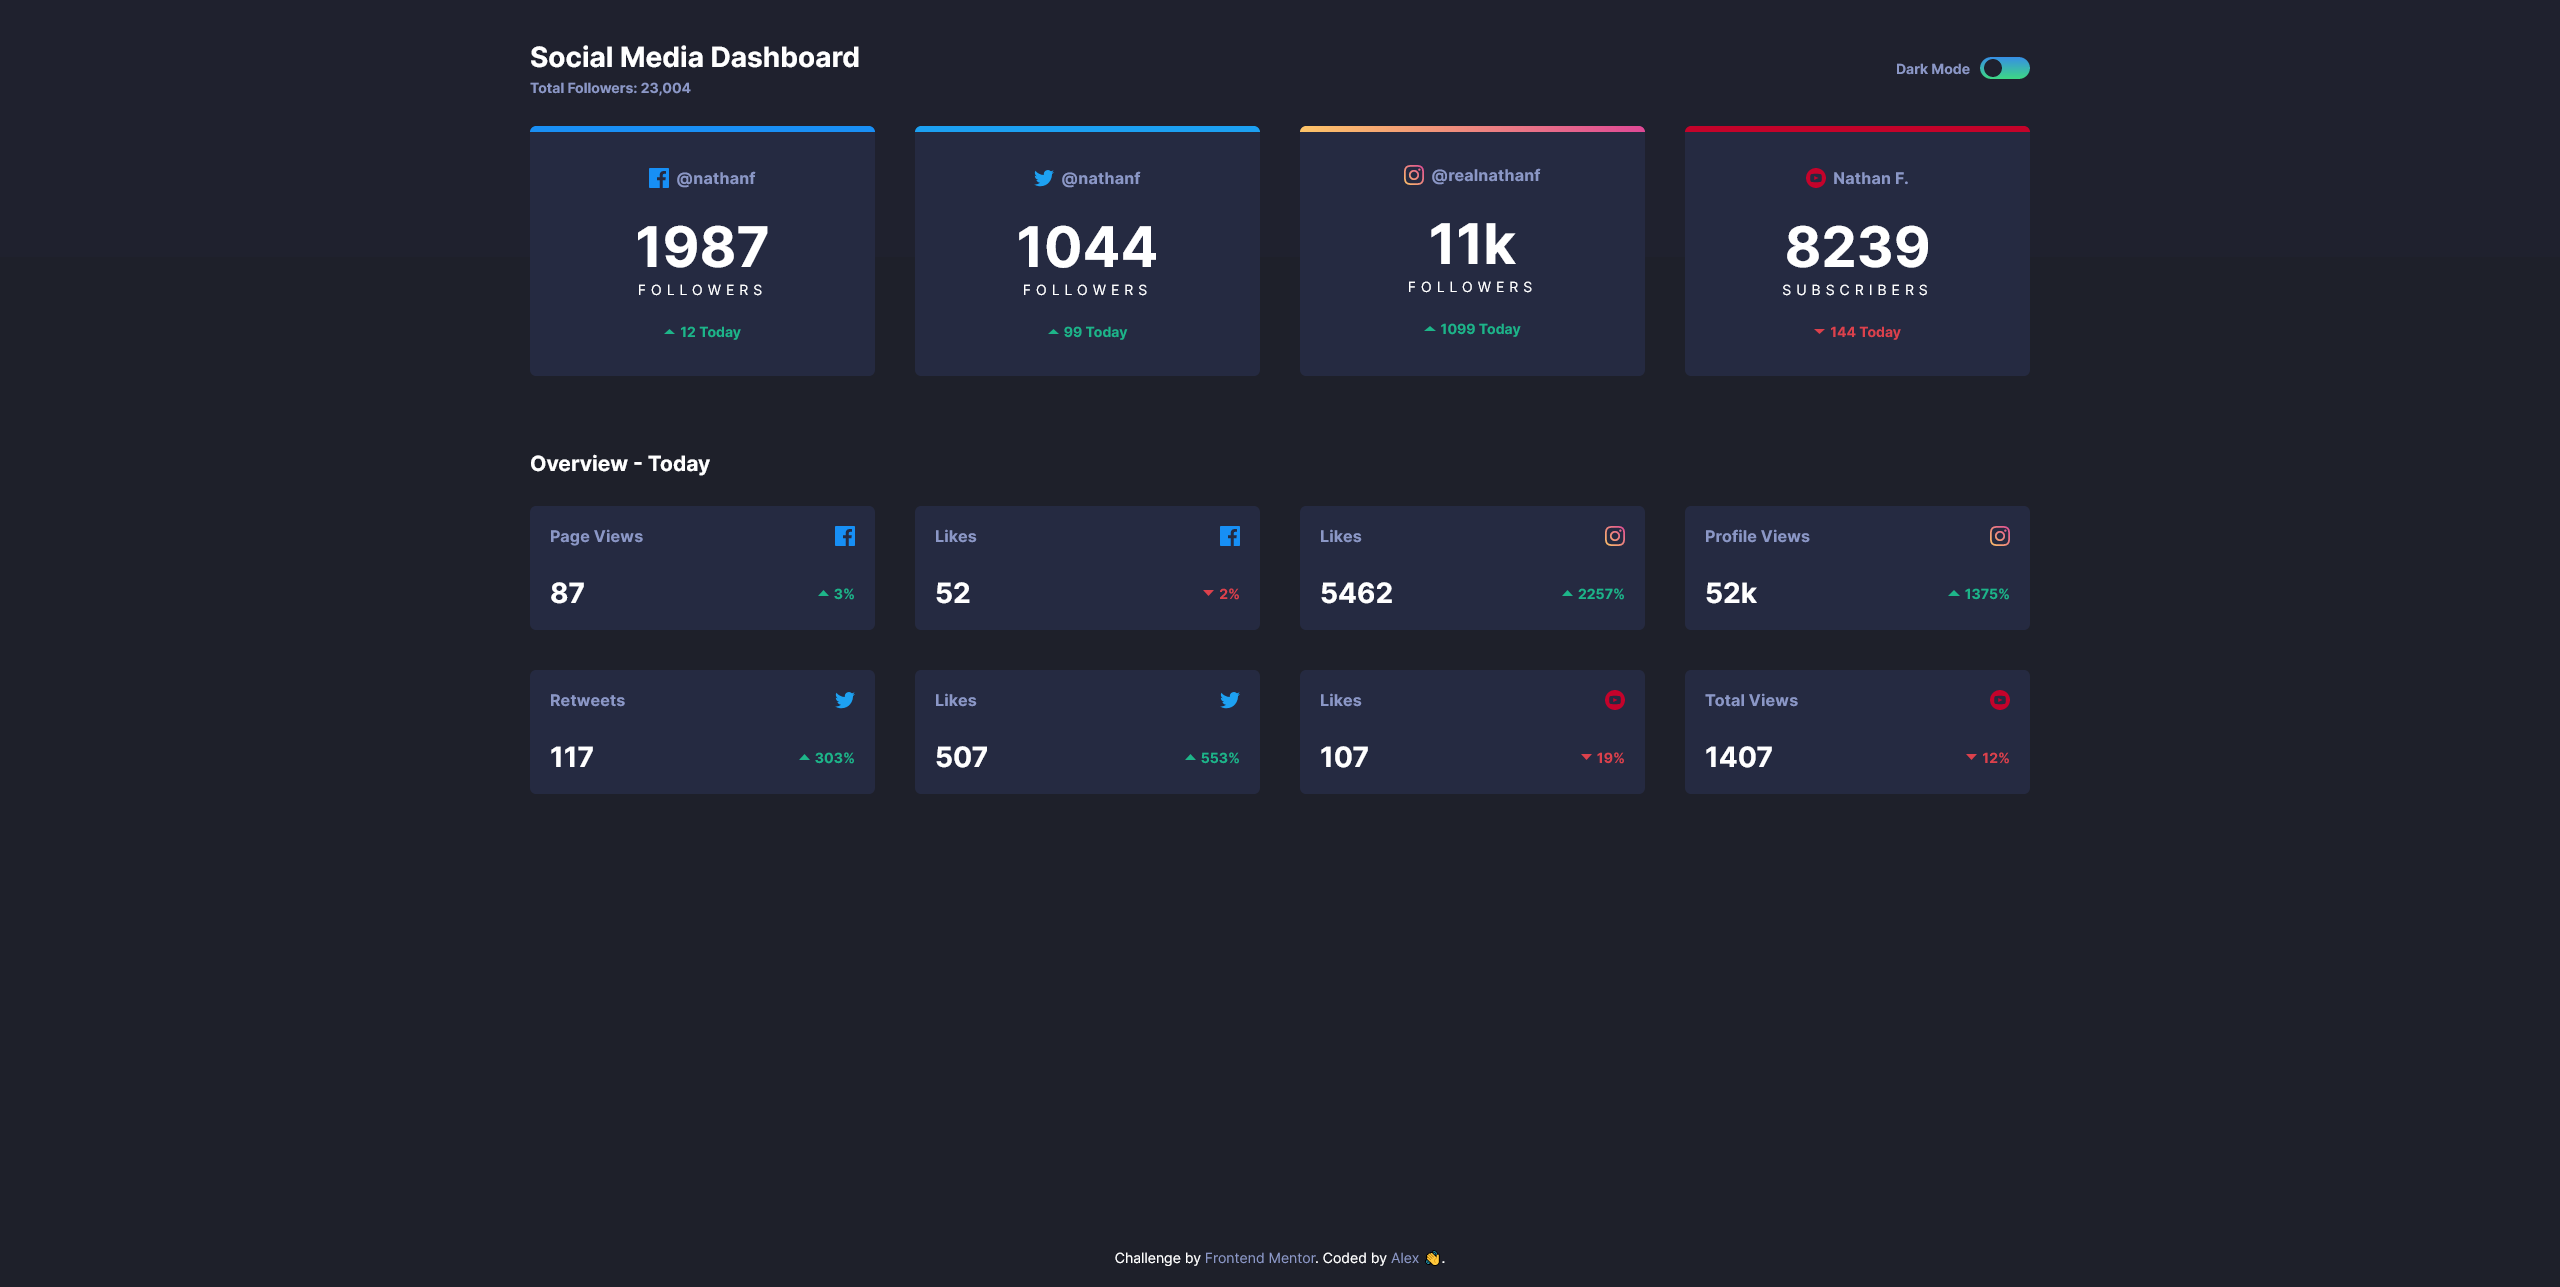 Social Media Dashboard
Total Followers: 23,004
Dark Mode
@nathanf
1987
FOLLOWERS
12 Today
@nathanf
1044
FOLLOWERS
99 Today
@realnathanf
11k
FOLLOWERS
1099 Today
Nathan F.
8239
SUBSCRIBERS
144 Today
Overview - Today
Page Views
87
3%
Likes
52
2%
Likes
5462
2257%
Profile Views
52k
1375%
Retweets
117
303%
Likes
507
553%
Likes
107
19%
Total Views
1407
12%
Challenge by Frontend Mentor. Coded by Alex 👏.